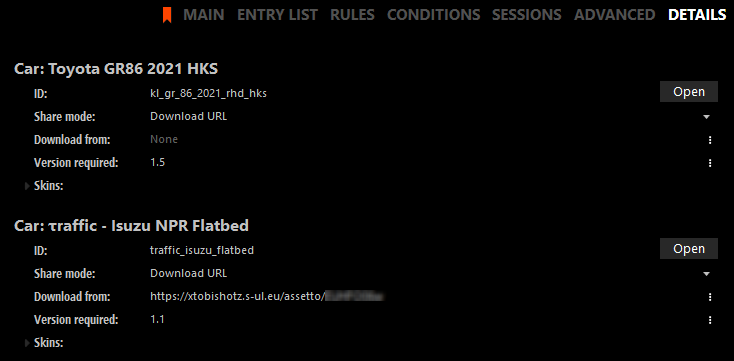 MAIN ENTRY LIST RULES CONDITIONS SESSIONS ADVANCED DETAILS
Car: Toyota GR86 2021 HKS
ID: kl_gr_86_2021_rhd_hks Open
Share mode: Download URL
Download from: None
Version required: 1.5
Skins:
Car: τraffic - Isuzu NPR Flatbed
ID: traffic_isuzu_flatbed Open
Share mode: Download URL
Download from: https://xtobishotz.s-ul.eu/assetto/
Version required: 1.1
Skins: